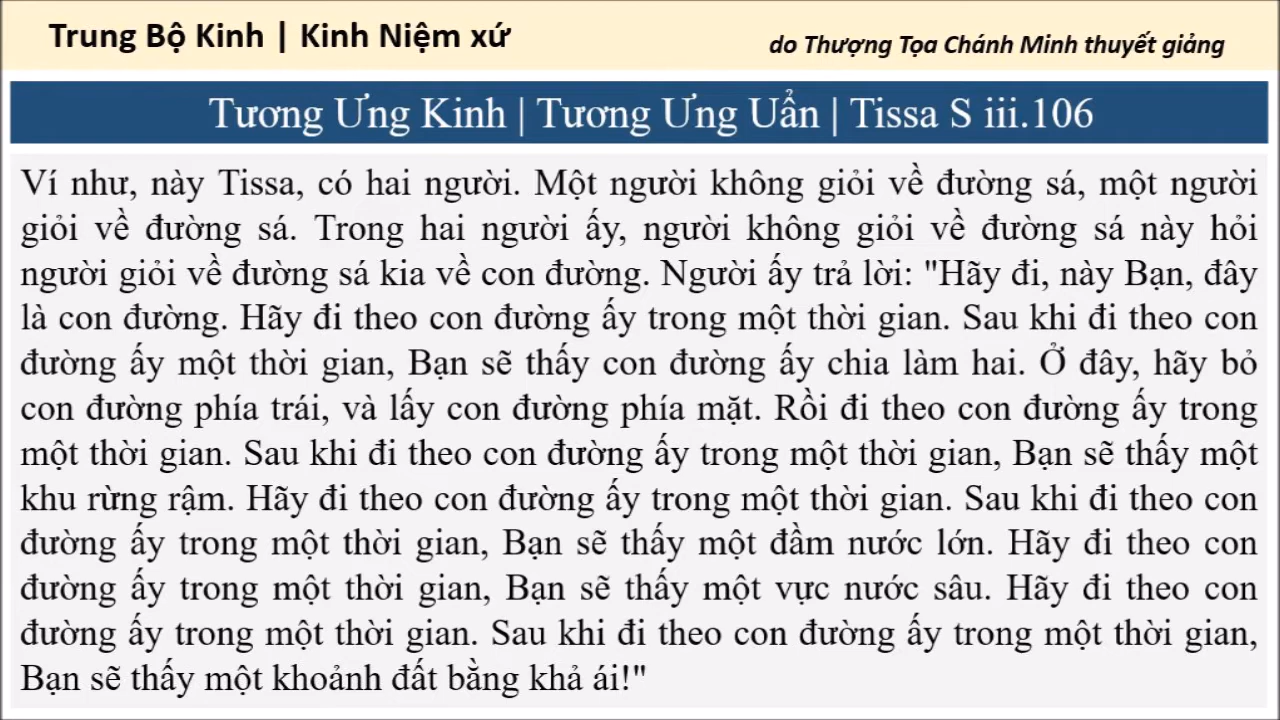 Trung Bộ Kinh | Kinh Niệm xứ
do Thượng Tọa Chánh Minh thuyết giảng
Tương Ưng Kinh | Tương Ưng Uẩn | Tissa S iii.106
Ví như, này Tissa, có hai người. Một người không giỏi về đường sá, một người
giỏi về đường sá. Trong hai người ấy, người không giỏi về đường sá này hỏi
người giỏi về đường sá kia về con đường. Người ấy trả lời: "Hãy đi, này Bạn, đây
là con đường. Hãy đi theo con đường ấy trong một thời gian. Sau khi đi theo con
đường ấy một thời gian, Bạn sẽ thấy con đường ấy chia làm hai. Ở đây, hãy bỏ
con đường phía trái, và lấy con đường phía mặt. Rồi đi theo con đường ấy trong
một thời gian. Sau khi đi theo con đường ấy trong một thời gian, Bạn sẽ thấy một
khu rừng rậm. Hãy đi theo con đường ấy trong một thời gian. Sau khi đi theo con
đường ấy trong một thời gian, Bạn sẽ thấy một đầm nước lớn. Hãy đi theo con
đường ấy trong một thời gian, Bạn sẽ thấy một vực nước sâu. Hãy đi theo con
đường ấy trong một thời gian. Sau khi đi theo con đường ấy trong một thời gian,
Bạn sẽ thấy một khoảnh đất bằng khả ái!"